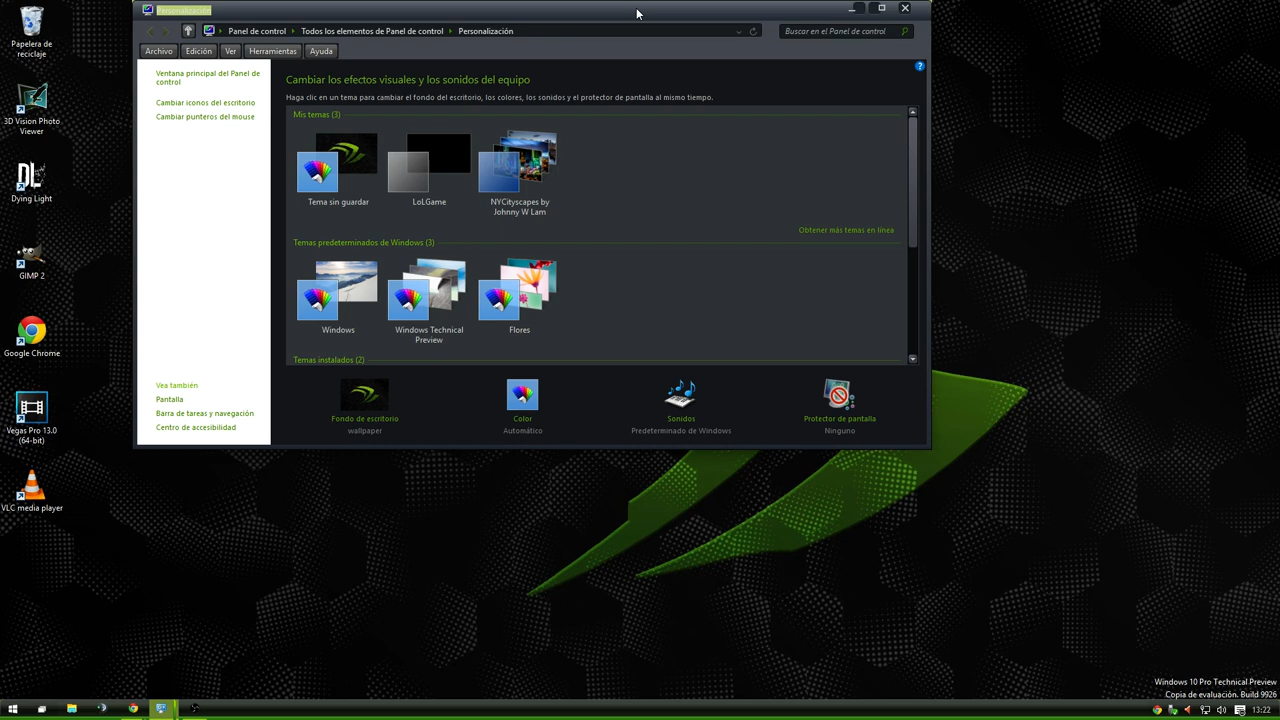 Personalización
Panel de control
Todos los elementos de Panel de control
Personalización
Buscar en el Panel de control
Archivo
Edición
Ver
Herramientas
Ayuda
Ventana principal del Panel de
control
Cambiar iconos del escritorio
Cambiar punteros del mouse
Cambiar los efectos visuales y los sonidos del equipo
Haga clic en un tema para cambiar el fondo del escritorio, los colores, los sonidos y el protector de pantalla al mismo tiempo.
Mis temas (3)
Tema sin guardar
LoLGame
NYCityscapes by
Johnny W Lam
Obtener más temas en línea
Temas predeterminados de Windows (3)
Windows
Windows Technical
Preview
Flores
Temas instalados (2)
Vea también
Pantalla
Barra de tareas y navegación
Centro de accesibilidad
Fondo de escritorio
wallpaper
Color
Automático
Sonidos
Predeterminado de Windows
Protector de pantalla
Ninguno
Papelera de
reciclaje
3D Vision Photo
Viewer
DL
Dying Light
GIMP 2
Google Chrome
Vegas Pro 13.0
(64-bit)
VLC media player
Windows 10 Pro Technical Preview
Copia de evaluación. Build 9926
13:22